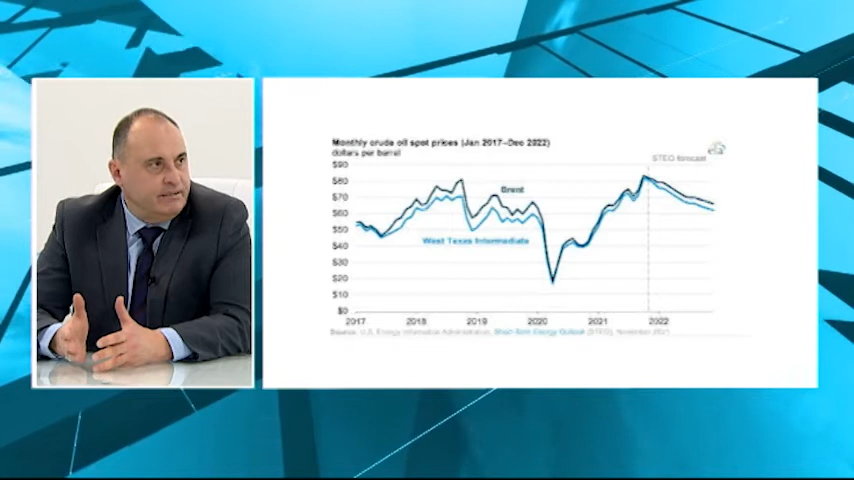 Monthly crude oil spot prices (Jan 2017–Dec 2022)
dollars per barrel
eia
STEO forecast
$90
$80
$70
$60
$50
$40
$30
$20
$10
$0
Brent
West Texas Intermediate
2017 2018 2019 2020 2021 2022
Source: U.S. Energy Information Administration, Short-Term Energy Outlook (STEO), November 2021